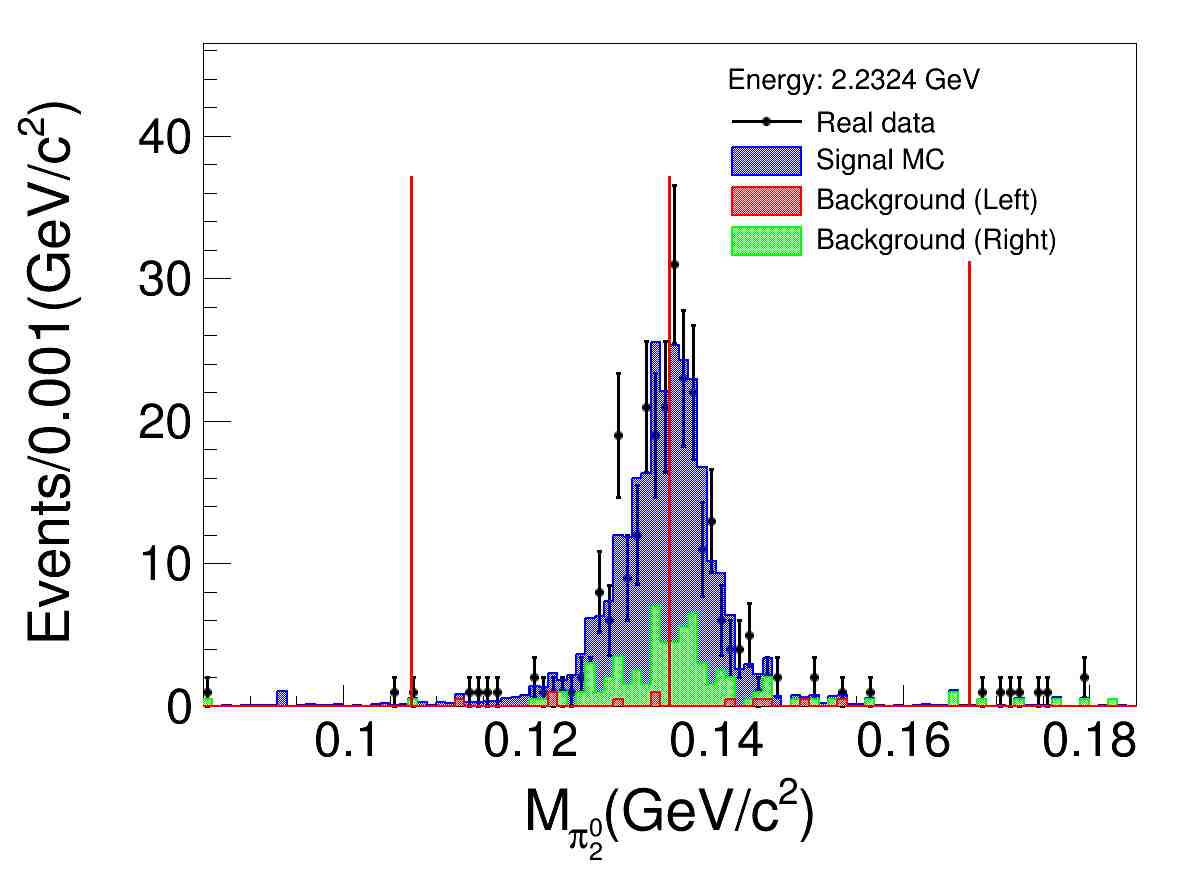 Energy: 2.2324 GeV
Real data
Signal MC
Background (Left)
Background (Right)
Events/0.001(GeV/c²)
40
30
20
10
0
0.1 0.12 0.14 0.16 0.18
M_{π⁰₂}(GeV/c²)